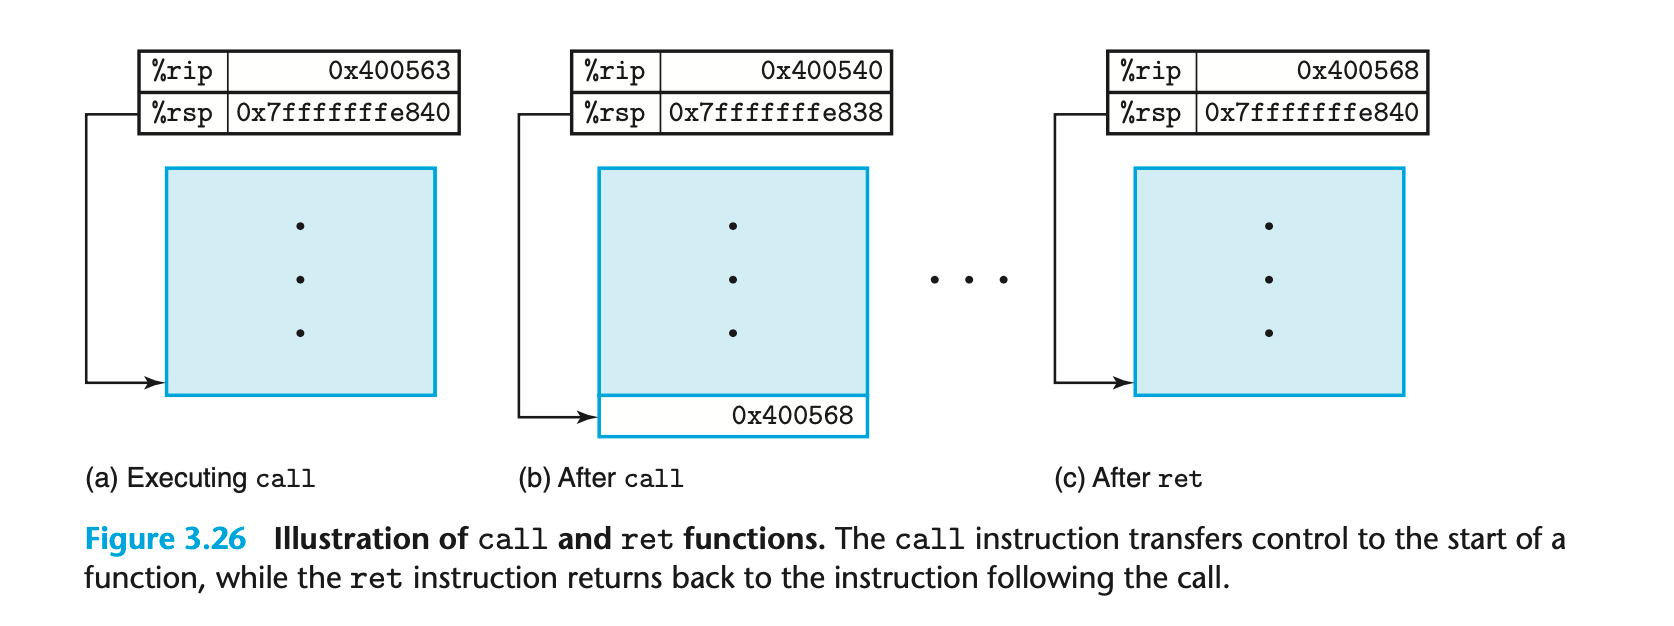 %rip 0x400563
%rsp 0x7fffffffe840
(a) Executing call
%rip 0x400540
%rsp 0x7fffffffe838
0x400568
(b) After call
%rip 0x400568
%rsp 0x7fffffffe840
(c) After ret
Figure 3.26 Illustration of call and ret functions. The call instruction transfers control to the start of a
function, while the ret instruction returns back to the instruction following the call.